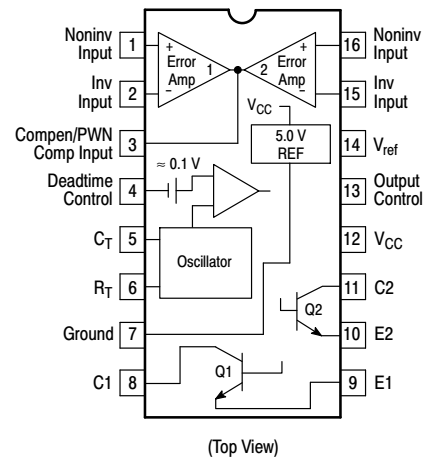 Noninv
Input
1
+
Error
Amp
1
–
Inv
Input
2
Compen/PWN
Comp Input
3
≈ 0.1 V
Deadtime
Control
4
CT
5
Oscillator
RT
6
Ground
7
C1
8
Q1
2
+
Error
Amp
–
16
Noninv
Input
15
Inv
Input
VCC
5.0 V
REF
14
Vref
13
Output
Control
12
VCC
11
C2
Q2
10
E2
9
E1
(Top View)